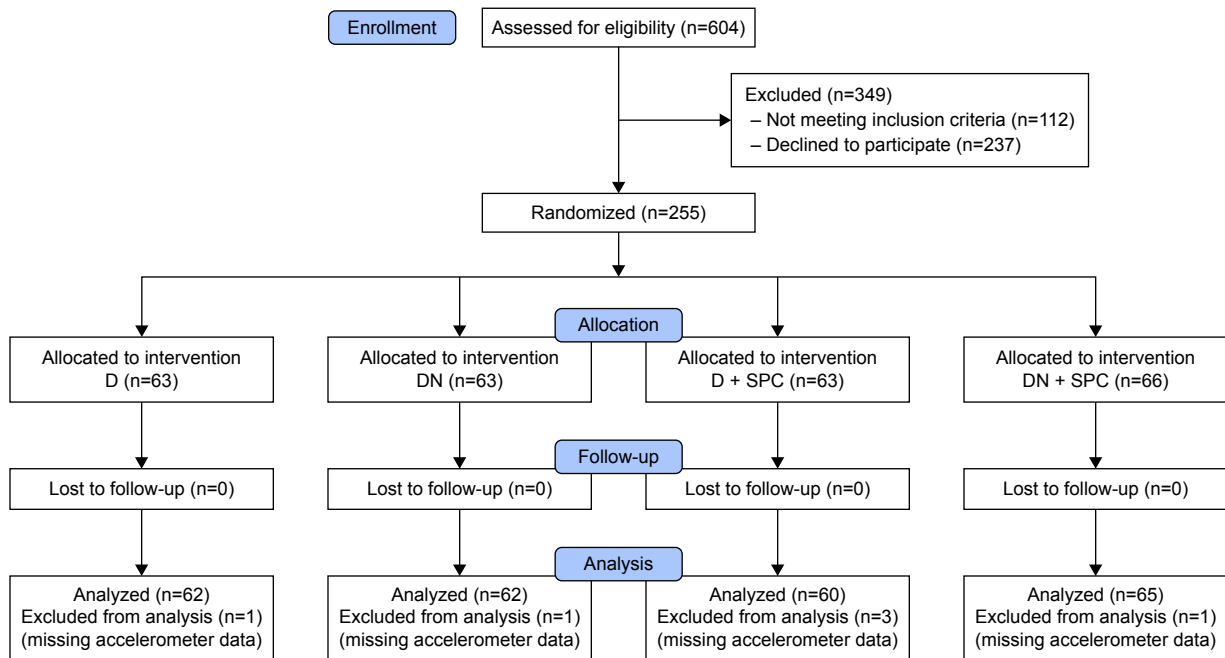 Enrollment
Assessed for eligibility (n=604)
Excluded (n=349)
– Not meeting inclusion criteria (n=112)
– Declined to participate (n=237)
Randomized (n=255)
Allocation
Allocated to intervention
D (n=63)
Allocated to intervention
DN (n=63)
Allocated to intervention
D + SPC (n=63)
Allocated to intervention
DN + SPC (n=66)
Follow-up
Lost to follow-up (n=0)
Lost to follow-up (n=0)
Lost to follow-up (n=0)
Lost to follow-up (n=0)
Analysis
Analyzed (n=62)
Excluded from analysis (n=1)
(missing accelerometer data)
Analyzed (n=62)
Excluded from analysis (n=1)
(missing accelerometer data)
Analyzed (n=60)
Excluded from analysis (n=3)
(missing accelerometer data)
Analyzed (n=65)
Excluded from analysis (n=1)
(missing accelerometer data)